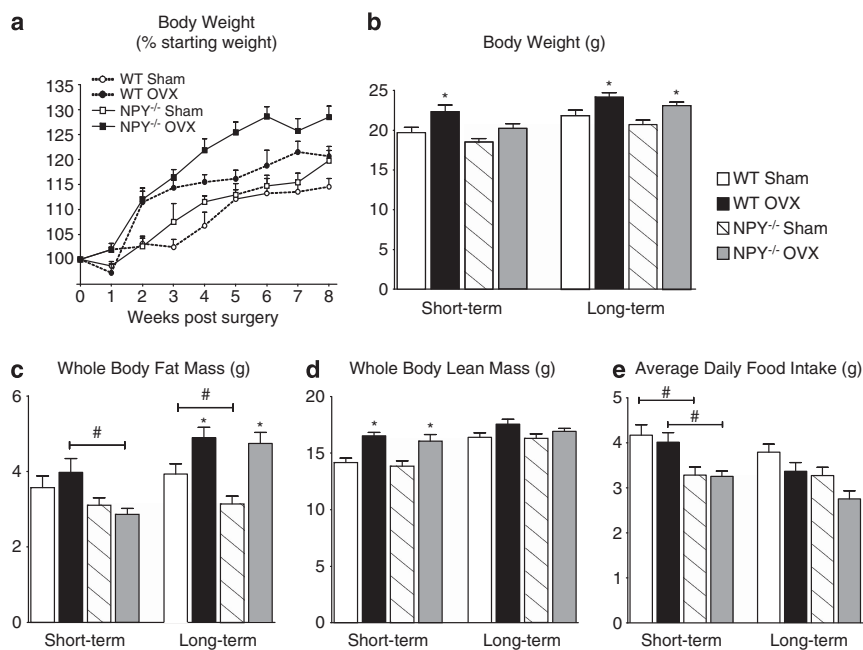 a
Body Weight
(% starting weight)
WT Sham
WT OVX
NPY-/- Sham
NPY-/- OVX
135
130
125
120
115
110
105
100
0 1 2 3 4 5 6 7 8
Weeks post surgery
b
Body Weight (g)
25
20
15
10
5
0
* * *
Short-term Long-term
WT Sham
WT OVX
NPY-/- Sham
NPY-/- OVX
c
Whole Body Fat Mass (g)
6
4
2
0
# # * *
Short-term Long-term
d
Whole Body Lean Mass (g)
20
15
10
5
0
* *
Short-term Long-term
e
Average Daily Food Intake (g)
5
4
3
2
1
0
#
#
Short-term Long-term